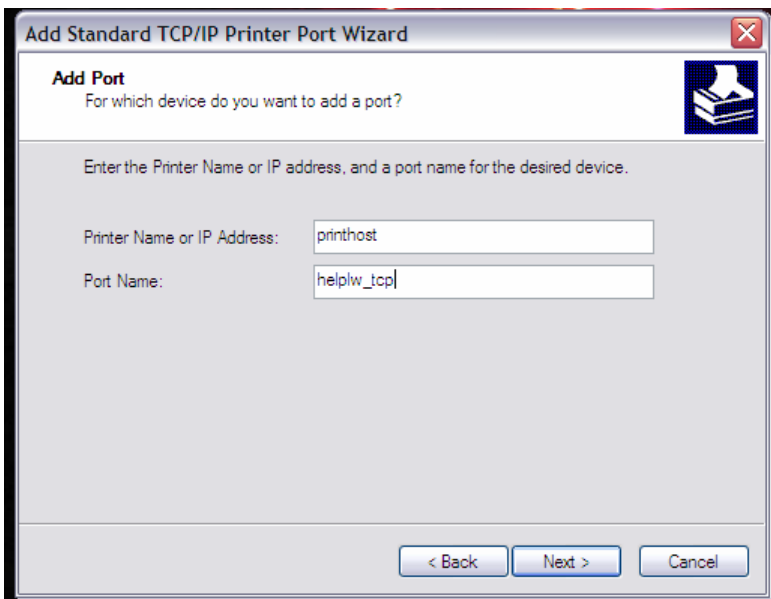 Add Standard TCP/IP Printer Port Wizard
Add Port
For which device do you want to add a port?
Enter the Printer Name or IP address, and a port name for the desired device.
Printer Name or IP Address: printhost
Port Name: helplw_tcp
< Back Next > Cancel